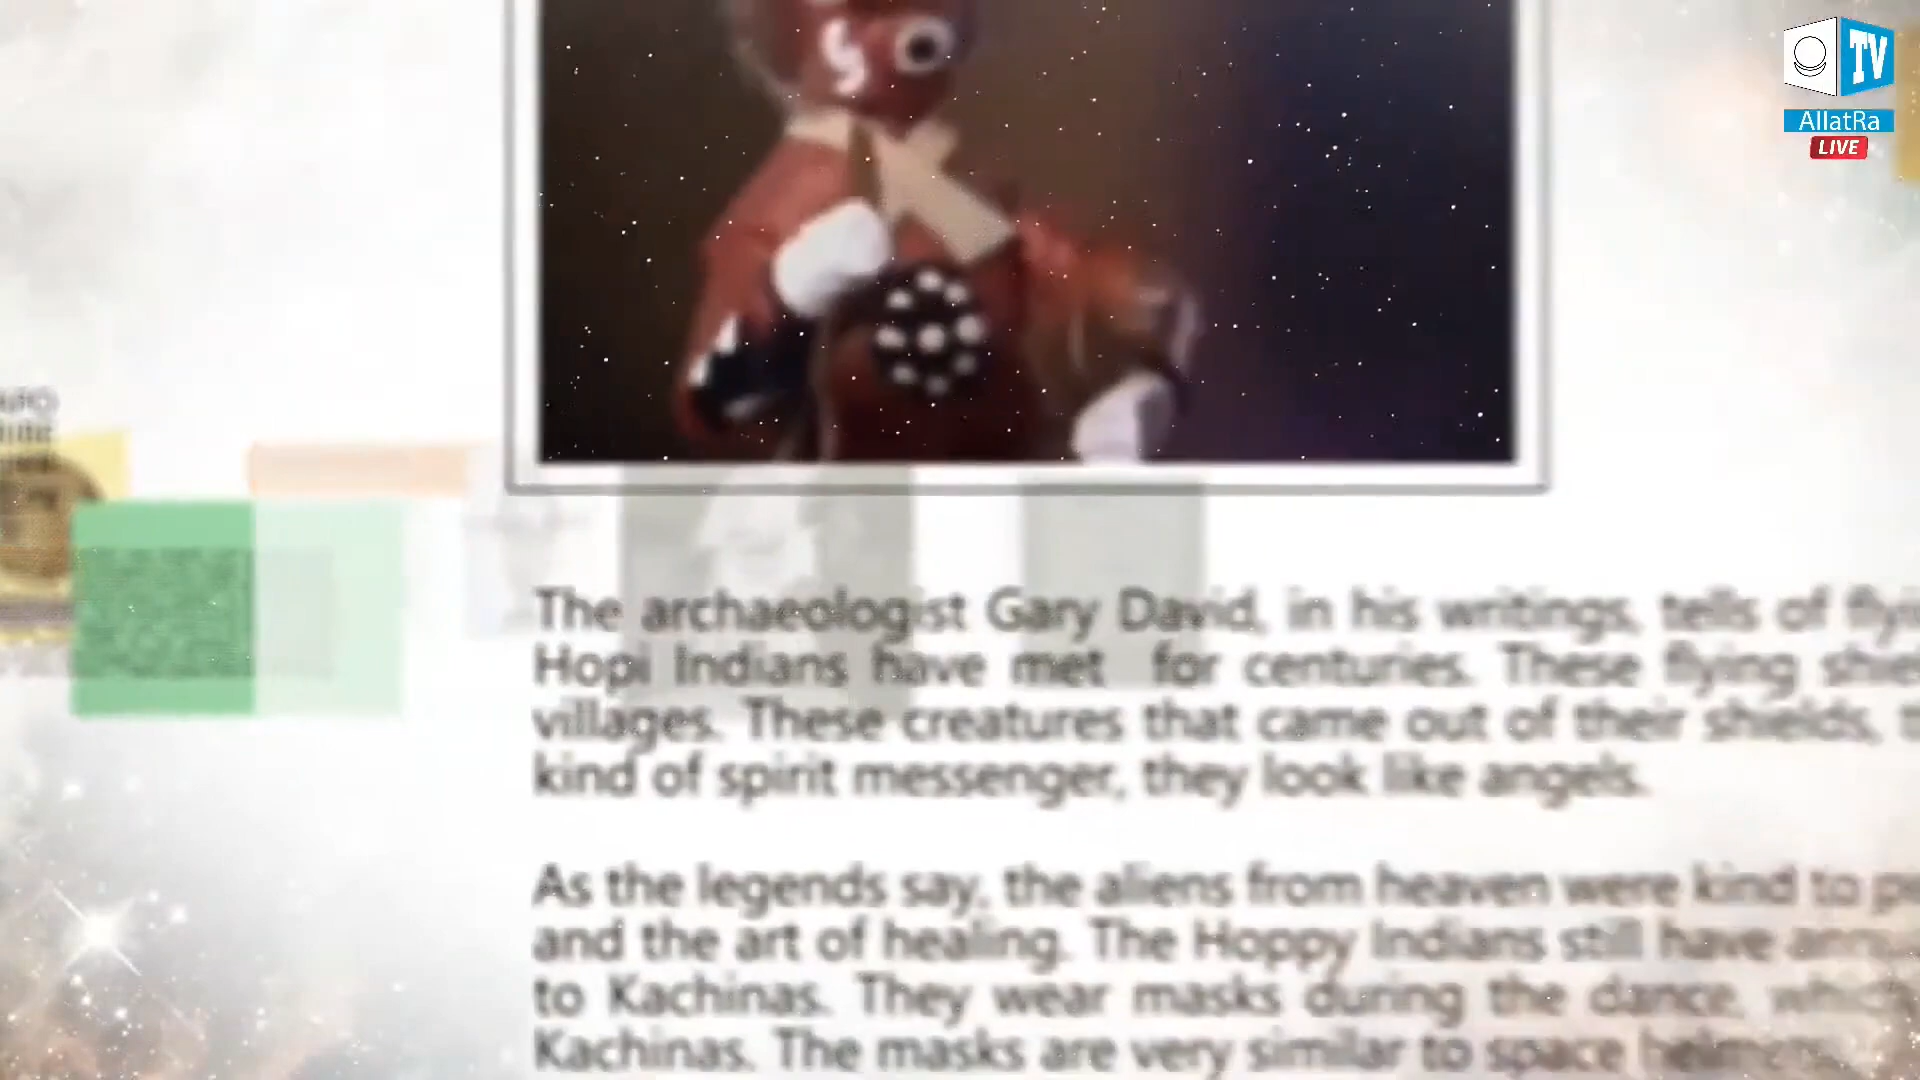 TV
AllatRa
LIVE
The archaeologist Gary David, in his writings, tells of
Hopi Indians have met for centuries. These flying
villages. These creatures that came out of their shields,
kind of spirit messenger, they look like angels.
As the legends say, the aliens from heaven were kind to
and the art of healing. The Hoppy Indians still have
to Kachinas. They wear masks during the dance,
Kachinas. The masks are very similar to space